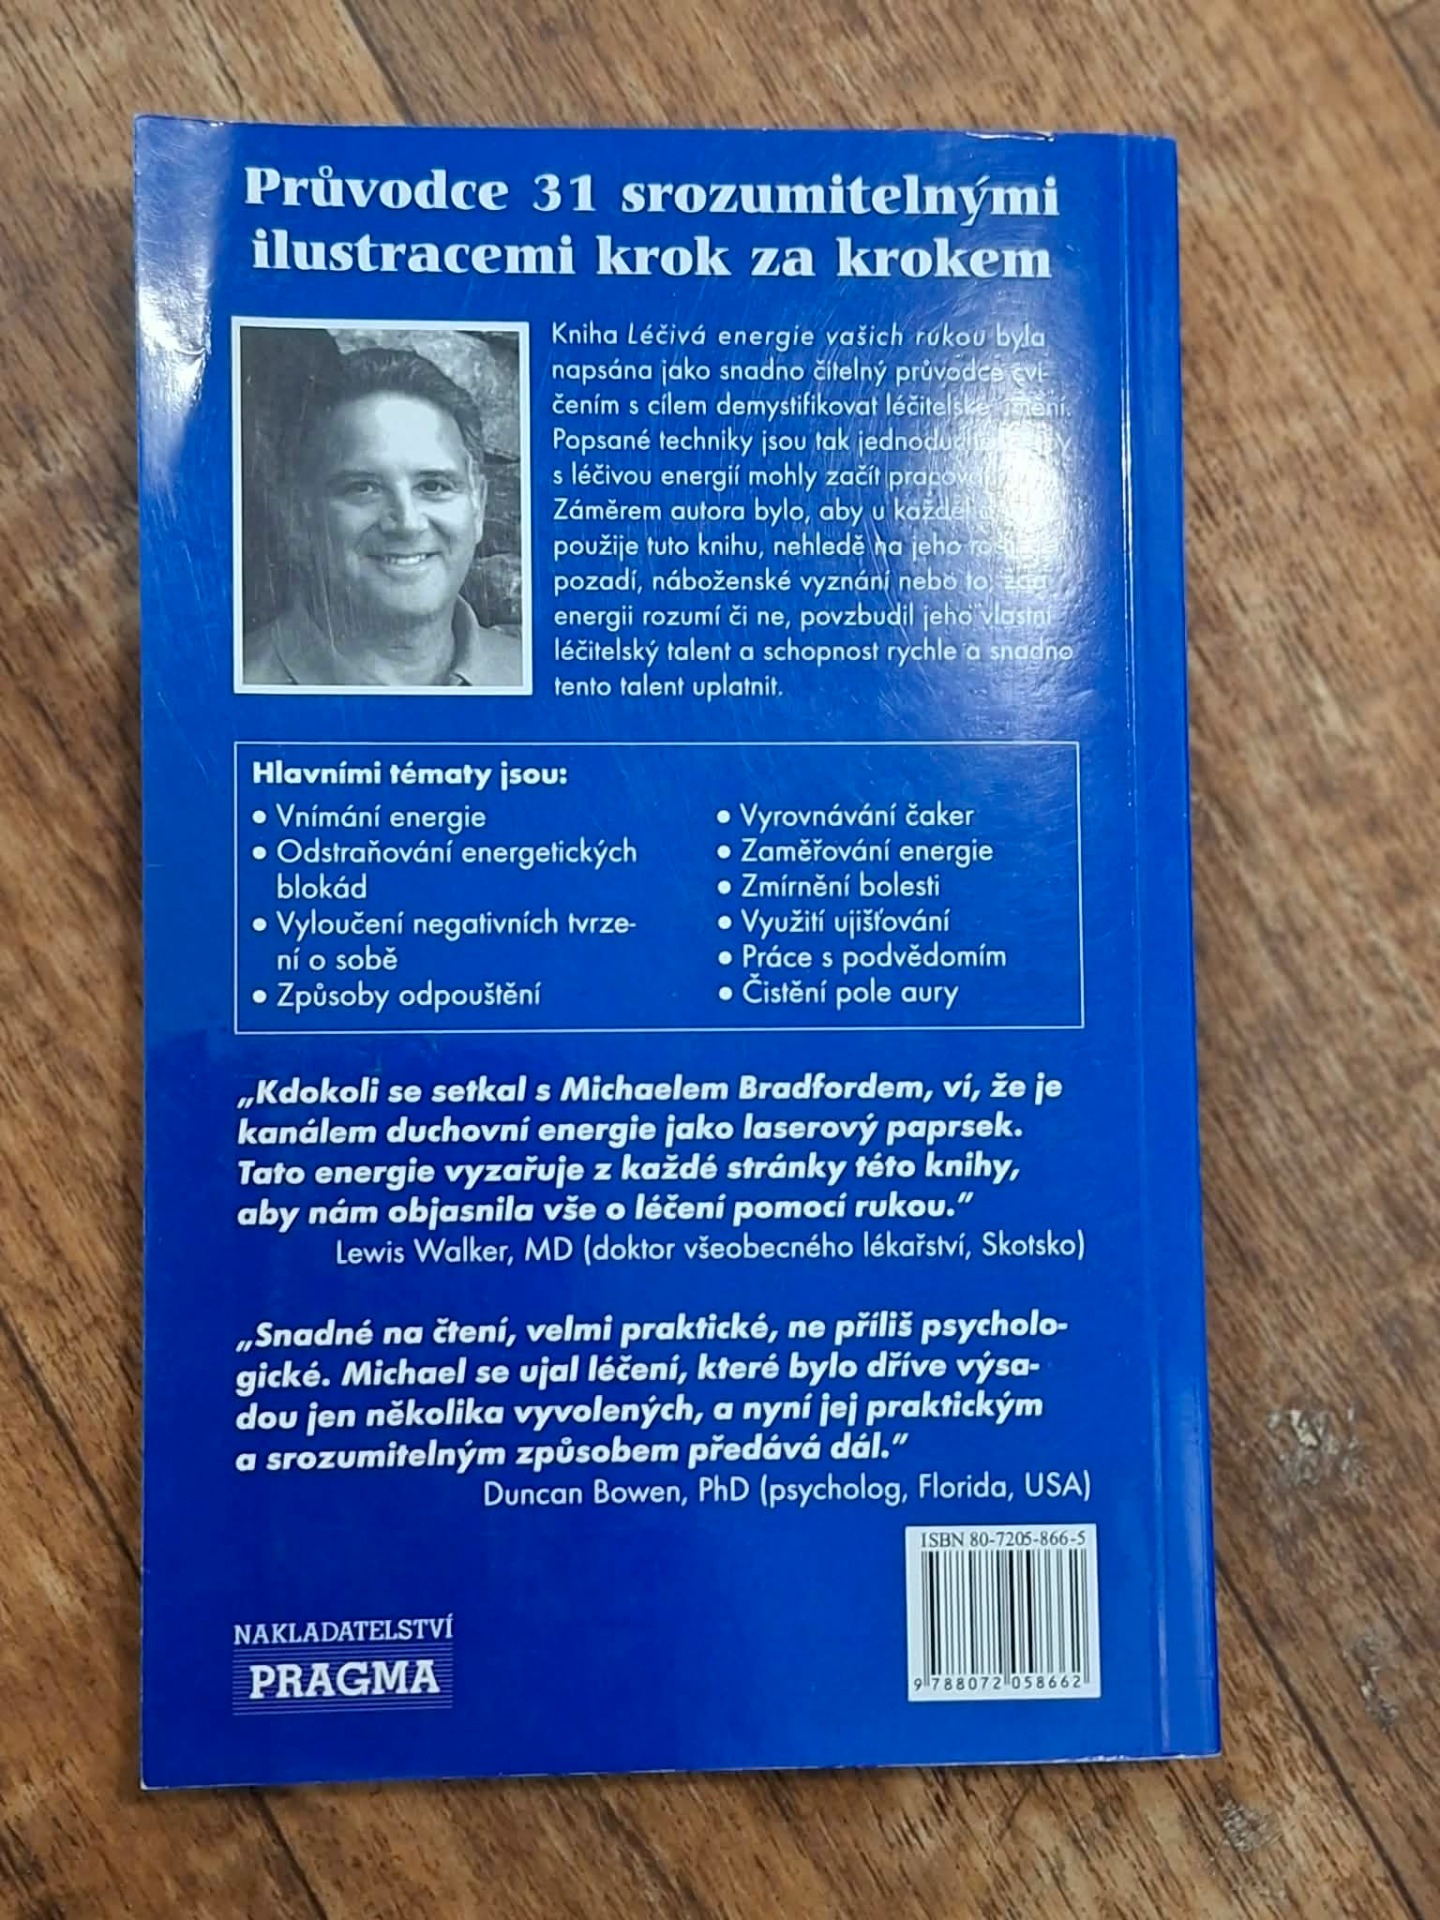 Průvodce 31 srozumitelnými
ilustracemi krok za krokem
Kniha Léčivá energie vašich rukou byla
napsána jako snadno čitelný průvodce cvi-
čením s cílem demystifikovat léčitelské umění.
Popsané techniky jsou tak
s léčivou energií mohly začít
Záměrem autora bylo, aby u
použije tuto knihu, nehledě na jeho
pozadí, náboženské vyznání nebo to, zda
energii rozumí či ne, povzbudil jeho vlastní
léčitelský talent a schopnost rychle a snadno
tento talent uplatnit.
Hlavními tématy jsou:
• Vnímání energie
• Odstraňování energetických
blokád
• Vyloučení negativních tvrze-
ní o sobě
• Způsoby odpouštění
• Vyrovnávání čaker
• Zaměřování energie
• Zmírnění bolesti
• Využití ujišťování
• Práce s podvědomím
• Čistění pole aury
„Kdokoli se setkal s Michaelem Bradfordem, ví, že je
kanálem duchovní energie jako laserový paprsek.
Tato energie vyzařuje z každé stránky této knihy,
aby nám objasnila vše o léčení pomocí rukou.”
Lewis Walker, MD (doktor všeobecného lékařství, Skotsko)
„Snadné na čtení, velmi praktické, ne příliš psycholo-
gické. Michael se ujal léčení, které bylo dříve výsa-
dou jen několika vyvolených, a nyní jej praktickým
a srozumitelným způsobem předává dál.”
Duncan Bowen, PhD (psycholog, Florida, USA)
ISBN 80-7205-866-5
9 788072 058662
NAKLADATELSTVÍ
PRAGMA